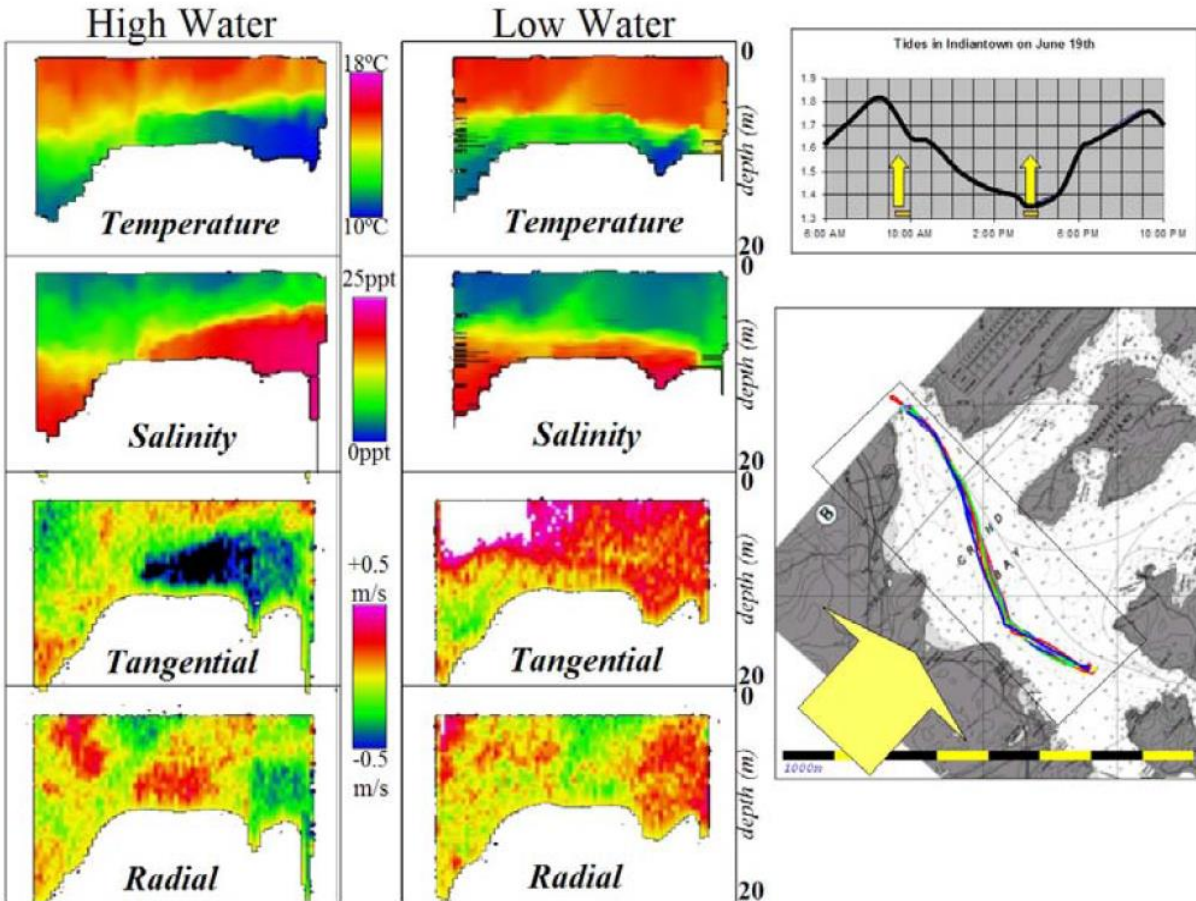 High Water
Low Water
18ºC
10ºC
Temperature
Temperature
0
depth (m)
20
25ppt
0ppt
Salinity
Salinity
0
depth (m)
20
+0.5
m/s
-0.5
m/s
Tangential
Tangential
0
depth (m)
20
Radial
Radial
0
depth (m)
20
Tides in Indiantown on June 19th
1.9
1.8
1.7
1.6
1.5
1.4
1.3
6:00 AM
10:00 AM
2:00 PM
6:00 PM
10:00 PM
B
GRAND
BAY
1000m